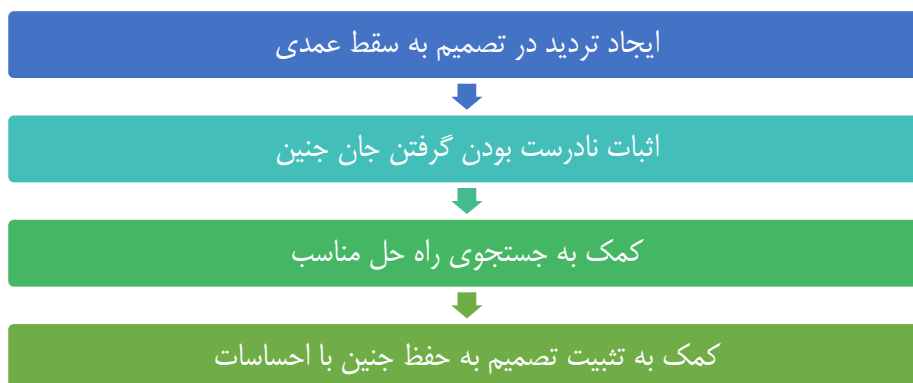 ایجاد تردید در تصمیم به سقط عمدی
اثبات نادرست بودن گرفتن جان جنین
کمک به جستجوی راه حل مناسب
کمک به تثبیت تصمیم به حفظ جنین با احساسات